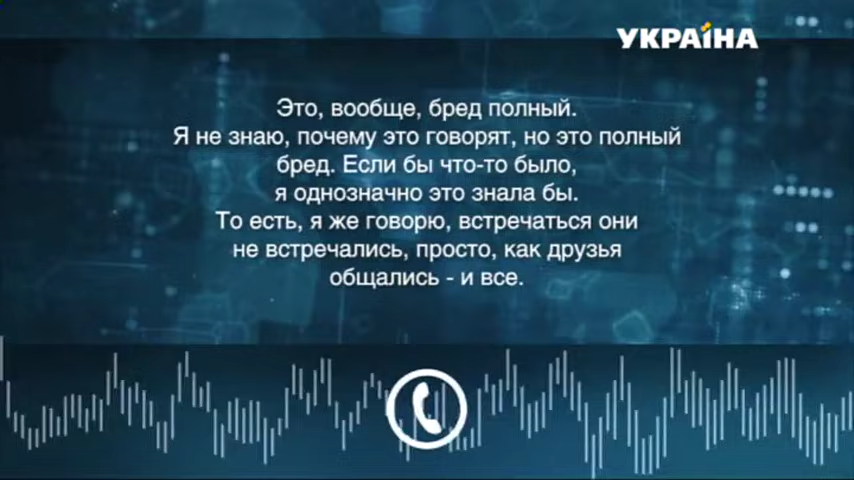 УКРАЇНА
Это, вообще, бред полный.
Я не знаю, почему это говорят, но это полный
бред. Если бы что-то было,
я однозначно это знала бы.
То есть, я же говорю, встречаться они
не встречались, просто, как друзья
общались - и все.